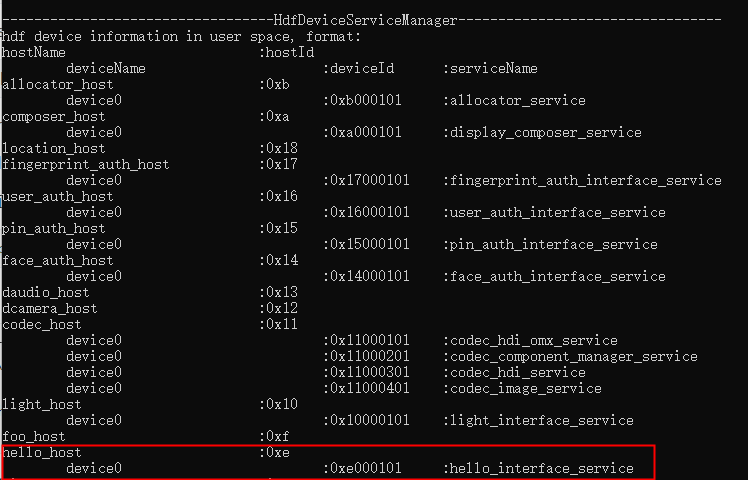 ----------------------------------HdfDeviceServiceManager---------------------------------
hdf device information in user space, format:
hostName :hostId
deviceName :deviceId :serviceName
allocator_host :0xb
device0 :0xb000101 :allocator_service
composer_host :0xa
device0 :0xa000101 :display_composer_service
location_host :0x18
fingerprint_auth_host :0x17
device0 :0x17000101 :fingerprint_auth_interface_service
user_auth_host :0x16
device0 :0x16000101 :user_auth_interface_service
pin_auth_host :0x15
device0 :0x15000101 :pin_auth_interface_service
face_auth_host :0x14
device0 :0x14000101 :face_auth_interface_service
daudio_host :0x13
dcamera_host :0x12
codec_host :0x11
device0 :0x11000101 :codec_hdi_omx_service
device0 :0x11000201 :codec_component_manager_service
device0 :0x11000301 :codec_hdi_service
device0 :0x11000401 :codec_image_service
light_host :0x10
device0 :0x10000101 :light_interface_service
foo_host :0xf
hello_host :0xe
device0 :0xe000101 :hello_interface_service